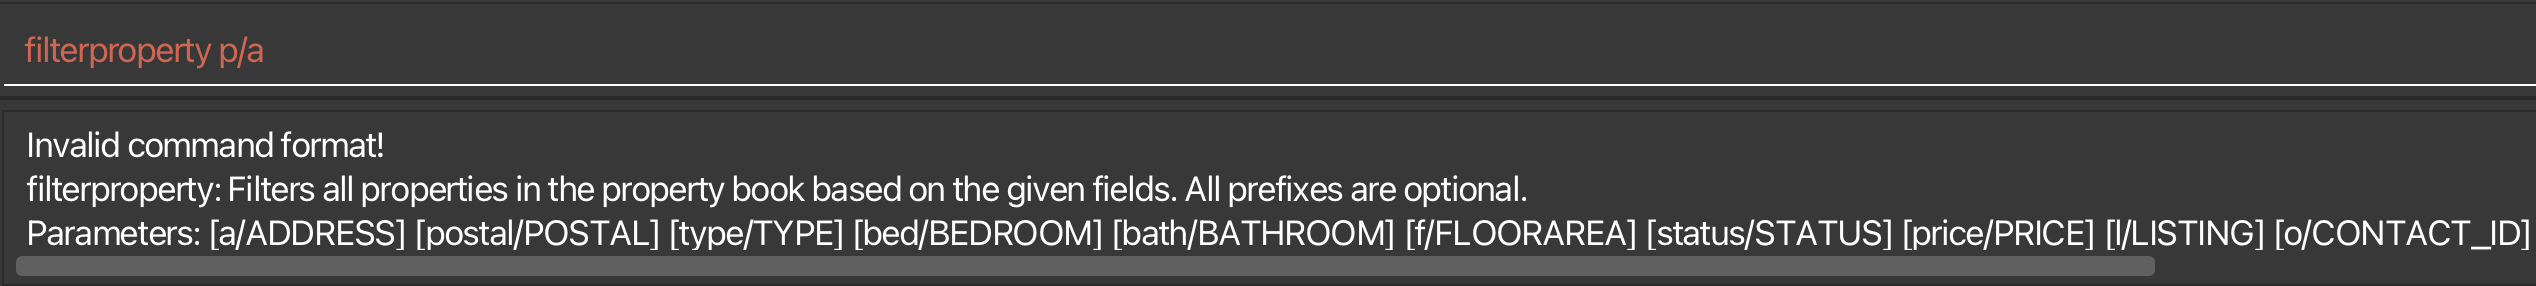 filterproperty p/a
Invalid command format!
filterproperty: Filters all properties in the property book based on the given fields. All prefixes are optional.
Parameters: [a/ADDRESS] [postal/POSTAL] [type/TYPE] [bed/BEDROOM] [bath/BATHROOM] [f/FLOORAREA] [status/STATUS] [price/PRICE] [l/LISTING] [o/CONTACT_ID]